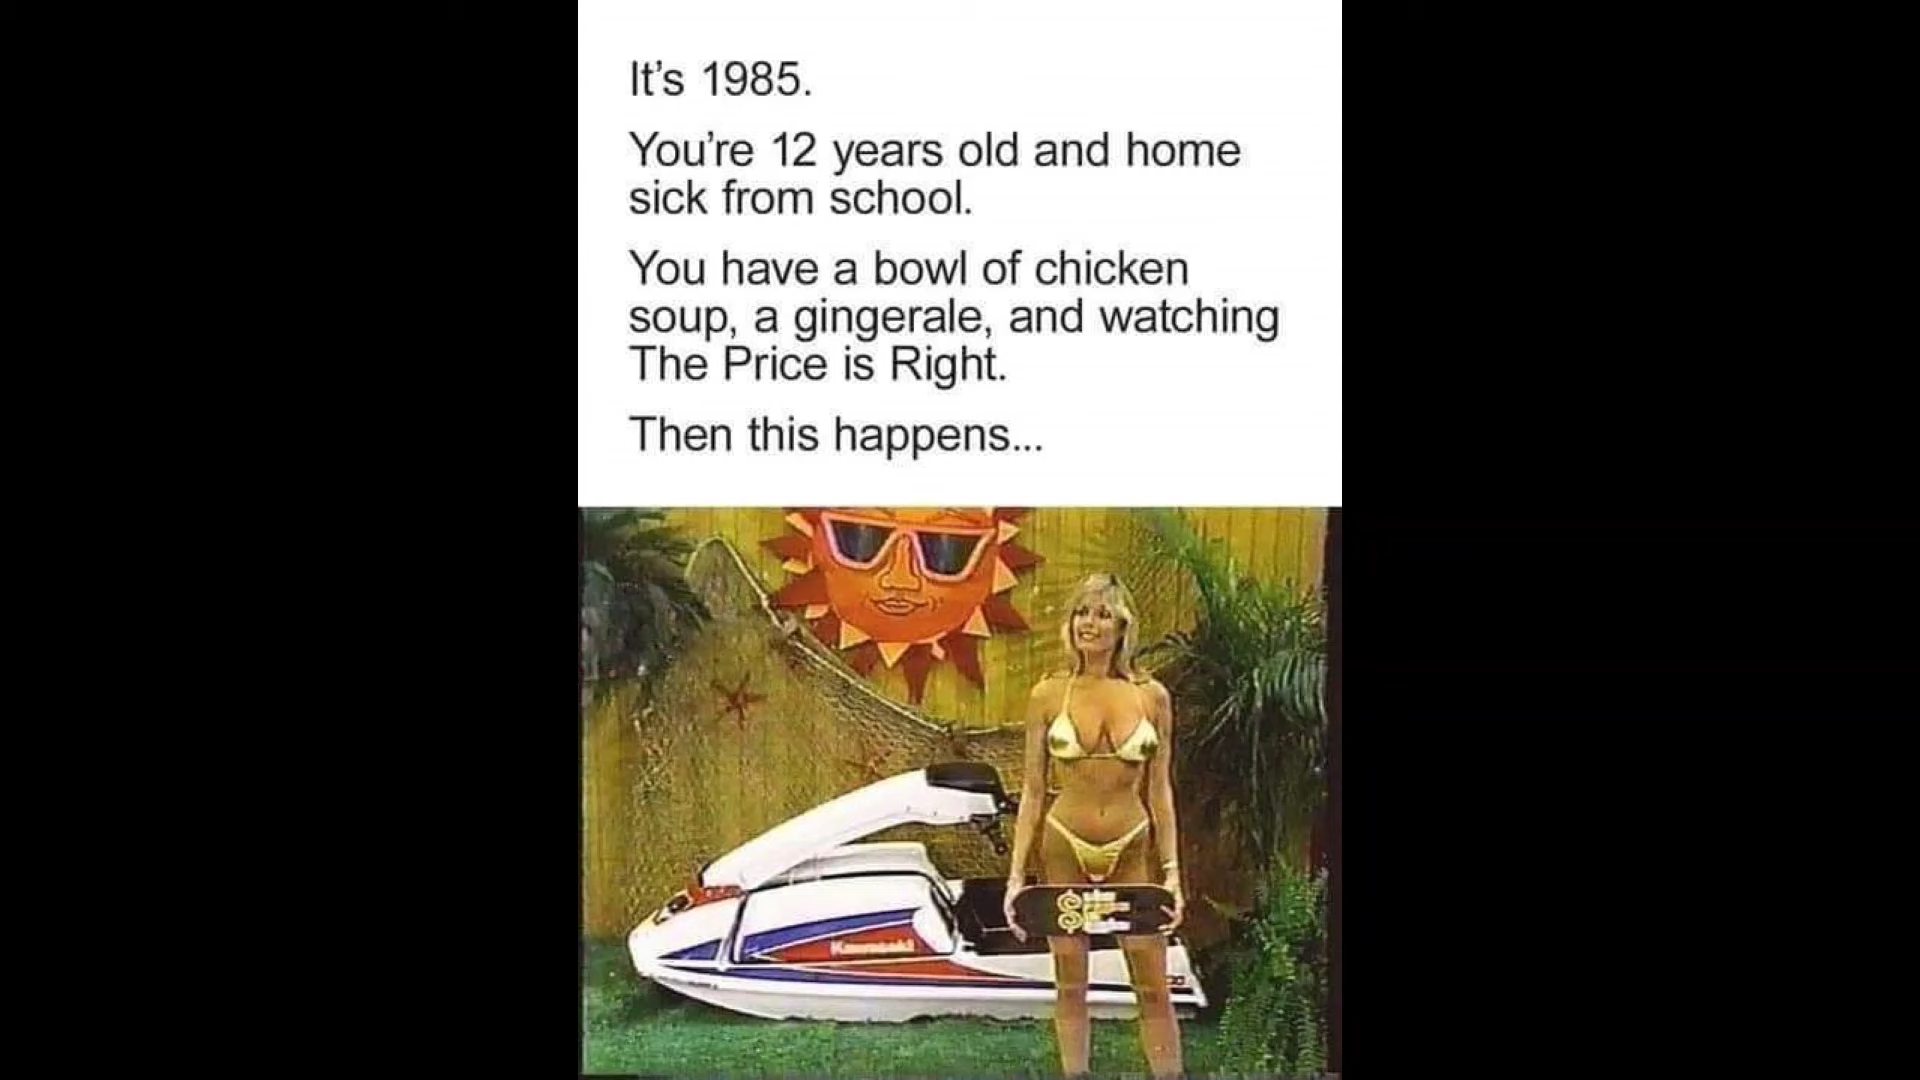 It's 1985.
You're 12 years old and home
sick from school.
You have a bowl of chicken
soup, a gingerale, and watching
The Price is Right.
Then this happens...
Kawasaki